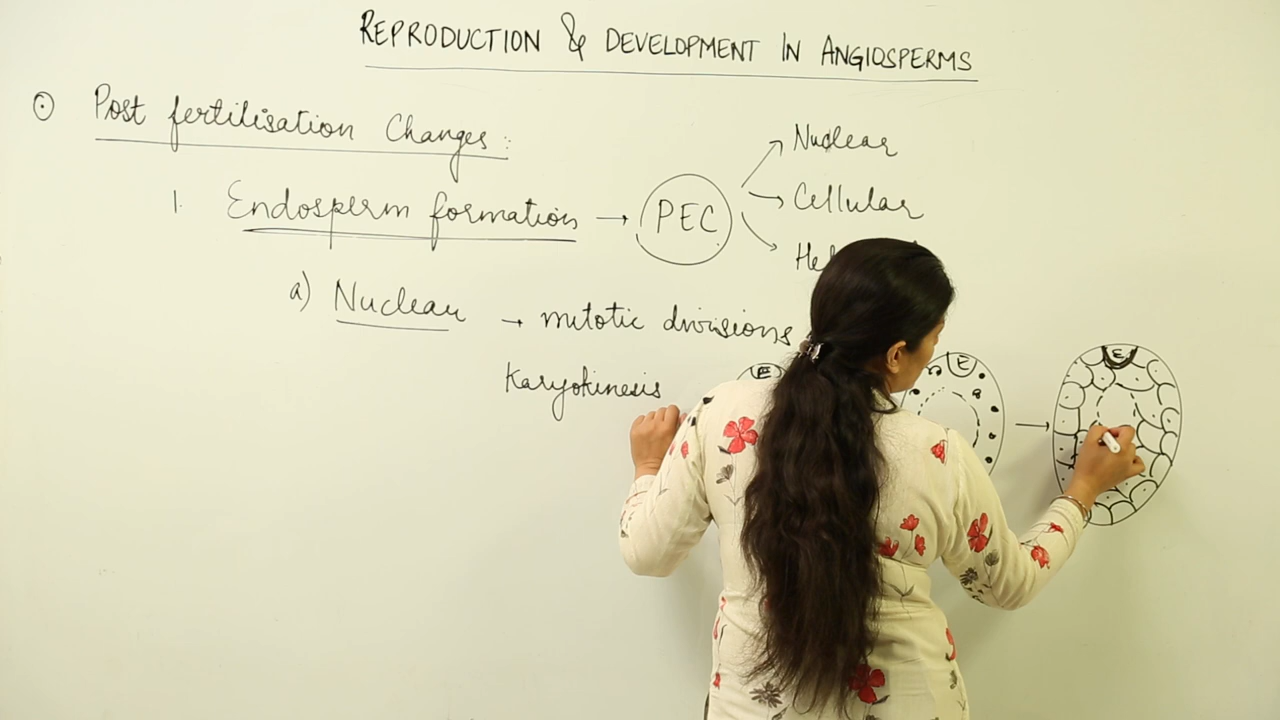 REPRODUCTION & DEVELOPMENT IN ANGIOSPERMS
⊙ Post fertilisation Changes :
1. Endosperm formation → PEC
Nuclear
Cellular
a) Nuclear → mitotic divisions
Karyokinesis
E
E
E